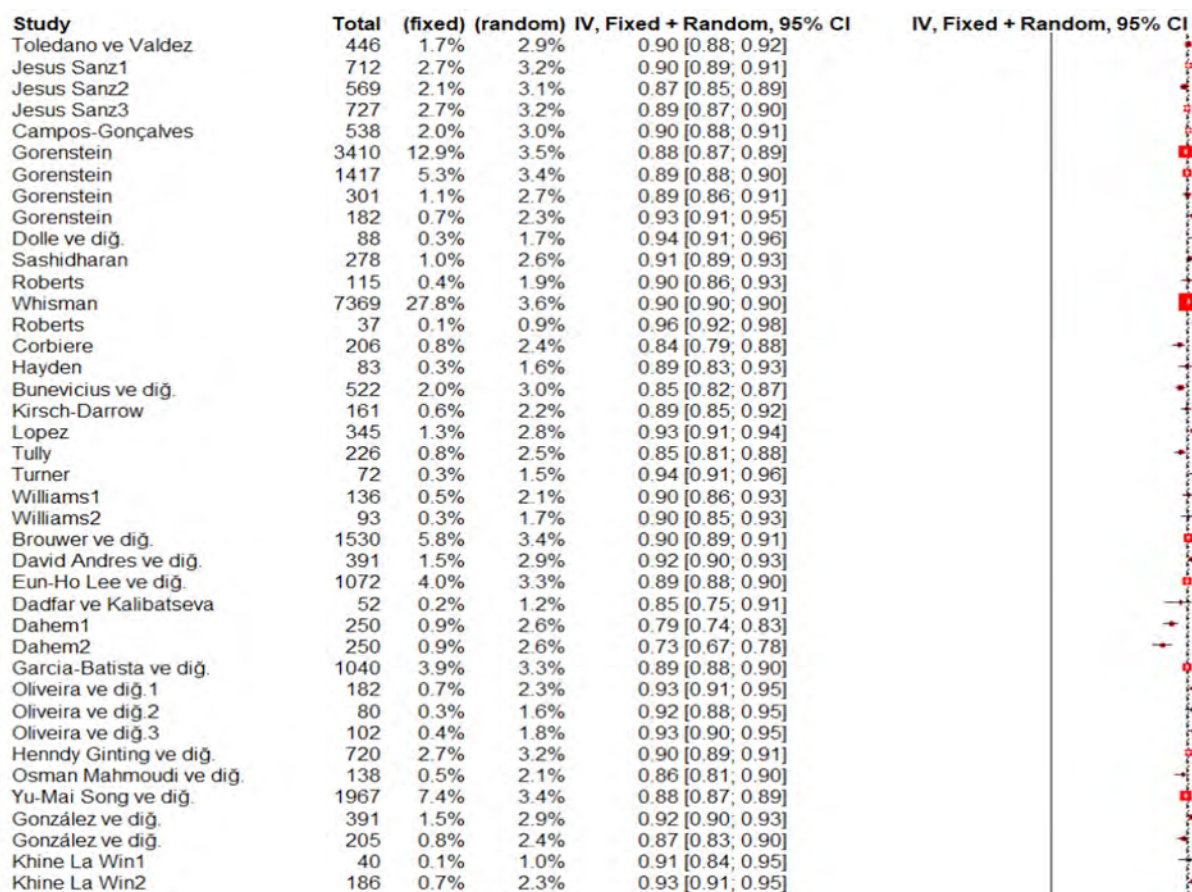 Study Total (fixed) (random) IV, Fixed + Random, 95% CI IV, Fixed + Random, 95% CI
Toledano ve Valdez 446 1.7% 2.9% 0.90 [0.88; 0.92]
Jesus Sanz1 712 2.7% 3.2% 0.90 [0.89; 0.91]
Jesus Sanz2 569 2.1% 3.1% 0.87 [0.85; 0.89]
Jesus Sanz3 727 2.7% 3.2% 0.89 [0.87; 0.90]
Campos-Gonçalves 538 2.0% 3.0% 0.90 [0.88; 0.91]
Gorenstein 3410 12.9% 3.5% 0.88 [0.87; 0.89]
Gorenstein 1417 5.3% 3.4% 0.89 [0.88; 0.90]
Gorenstein 301 1.1% 2.7% 0.89 [0.86; 0.91]
Gorenstein 182 0.7% 2.3% 0.93 [0.91; 0.95]
Dolle ve diğ. 88 0.3% 1.7% 0.94 [0.91; 0.96]
Sashidharan 278 1.0% 2.6% 0.91 [0.89; 0.93]
Roberts 115 0.4% 1.9% 0.90 [0.86; 0.93]
Whisman 7369 27.8% 3.6% 0.90 [0.90; 0.90]
Roberts 37 0.1% 0.9% 0.96 [0.92; 0.98]
Corbiere 206 0.8% 2.4% 0.84 [0.79; 0.88]
Hayden 83 0.3% 1.6% 0.89 [0.83; 0.93]
Bunevicius ve diğ. 522 2.0% 3.0% 0.85 [0.82; 0.87]
Kirsch-Darrow 161 0.6% 2.2% 0.89 [0.85; 0.92]
Lopez 345 1.3% 2.8% 0.93 [0.91; 0.94]
Tully 226 0.8% 2.5% 0.85 [0.81; 0.88]
Turner 72 0.3% 1.5% 0.94 [0.91; 0.96]
Williams1 136 0.5% 2.1% 0.90 [0.86; 0.93]
Williams2 93 0.3% 1.7% 0.90 [0.85; 0.93]
Brouwer ve diğ. 1530 5.8% 3.4% 0.90 [0.89; 0.91]
David Andres ve diğ. 391 1.5% 2.9% 0.92 [0.90; 0.93]
Eun-Ho Lee ve diğ. 1072 4.0% 3.3% 0.89 [0.88; 0.90]
Dadfar ve Kalibatseva 52 0.2% 1.2% 0.85 [0.75; 0.91]
Dahem1 250 0.9% 2.6% 0.79 [0.74; 0.83]
Dahem2 250 0.9% 2.6% 0.73 [0.67; 0.78]
Garcia-Batista ve diğ. 1040 3.9% 3.3% 0.89 [0.88; 0.90]
Oliveira ve diğ.1 182 0.7% 2.3% 0.93 [0.91; 0.95]
Oliveira ve diğ.2 80 0.3% 1.6% 0.92 [0.88; 0.95]
Oliveira ve diğ.3 102 0.4% 1.8% 0.93 [0.90; 0.95]
Henndy Ginting ve diğ. 720 2.7% 3.2% 0.90 [0.89; 0.91]
Osman Mahmoudi ve diğ. 138 0.5% 2.1% 0.86 [0.81; 0.90]
Yu-Mai Song ve diğ. 1967 7.4% 3.4% 0.88 [0.87; 0.89]
González ve diğ. 391 1.5% 2.9% 0.92 [0.90; 0.93]
González ve diğ. 205 0.8% 2.4% 0.87 [0.83; 0.90]
Khine La Win1 40 0.1% 1.0% 0.91 [0.84; 0.95]
Khine La Win2 186 0.7% 2.3% 0.93 [0.91; 0.95]